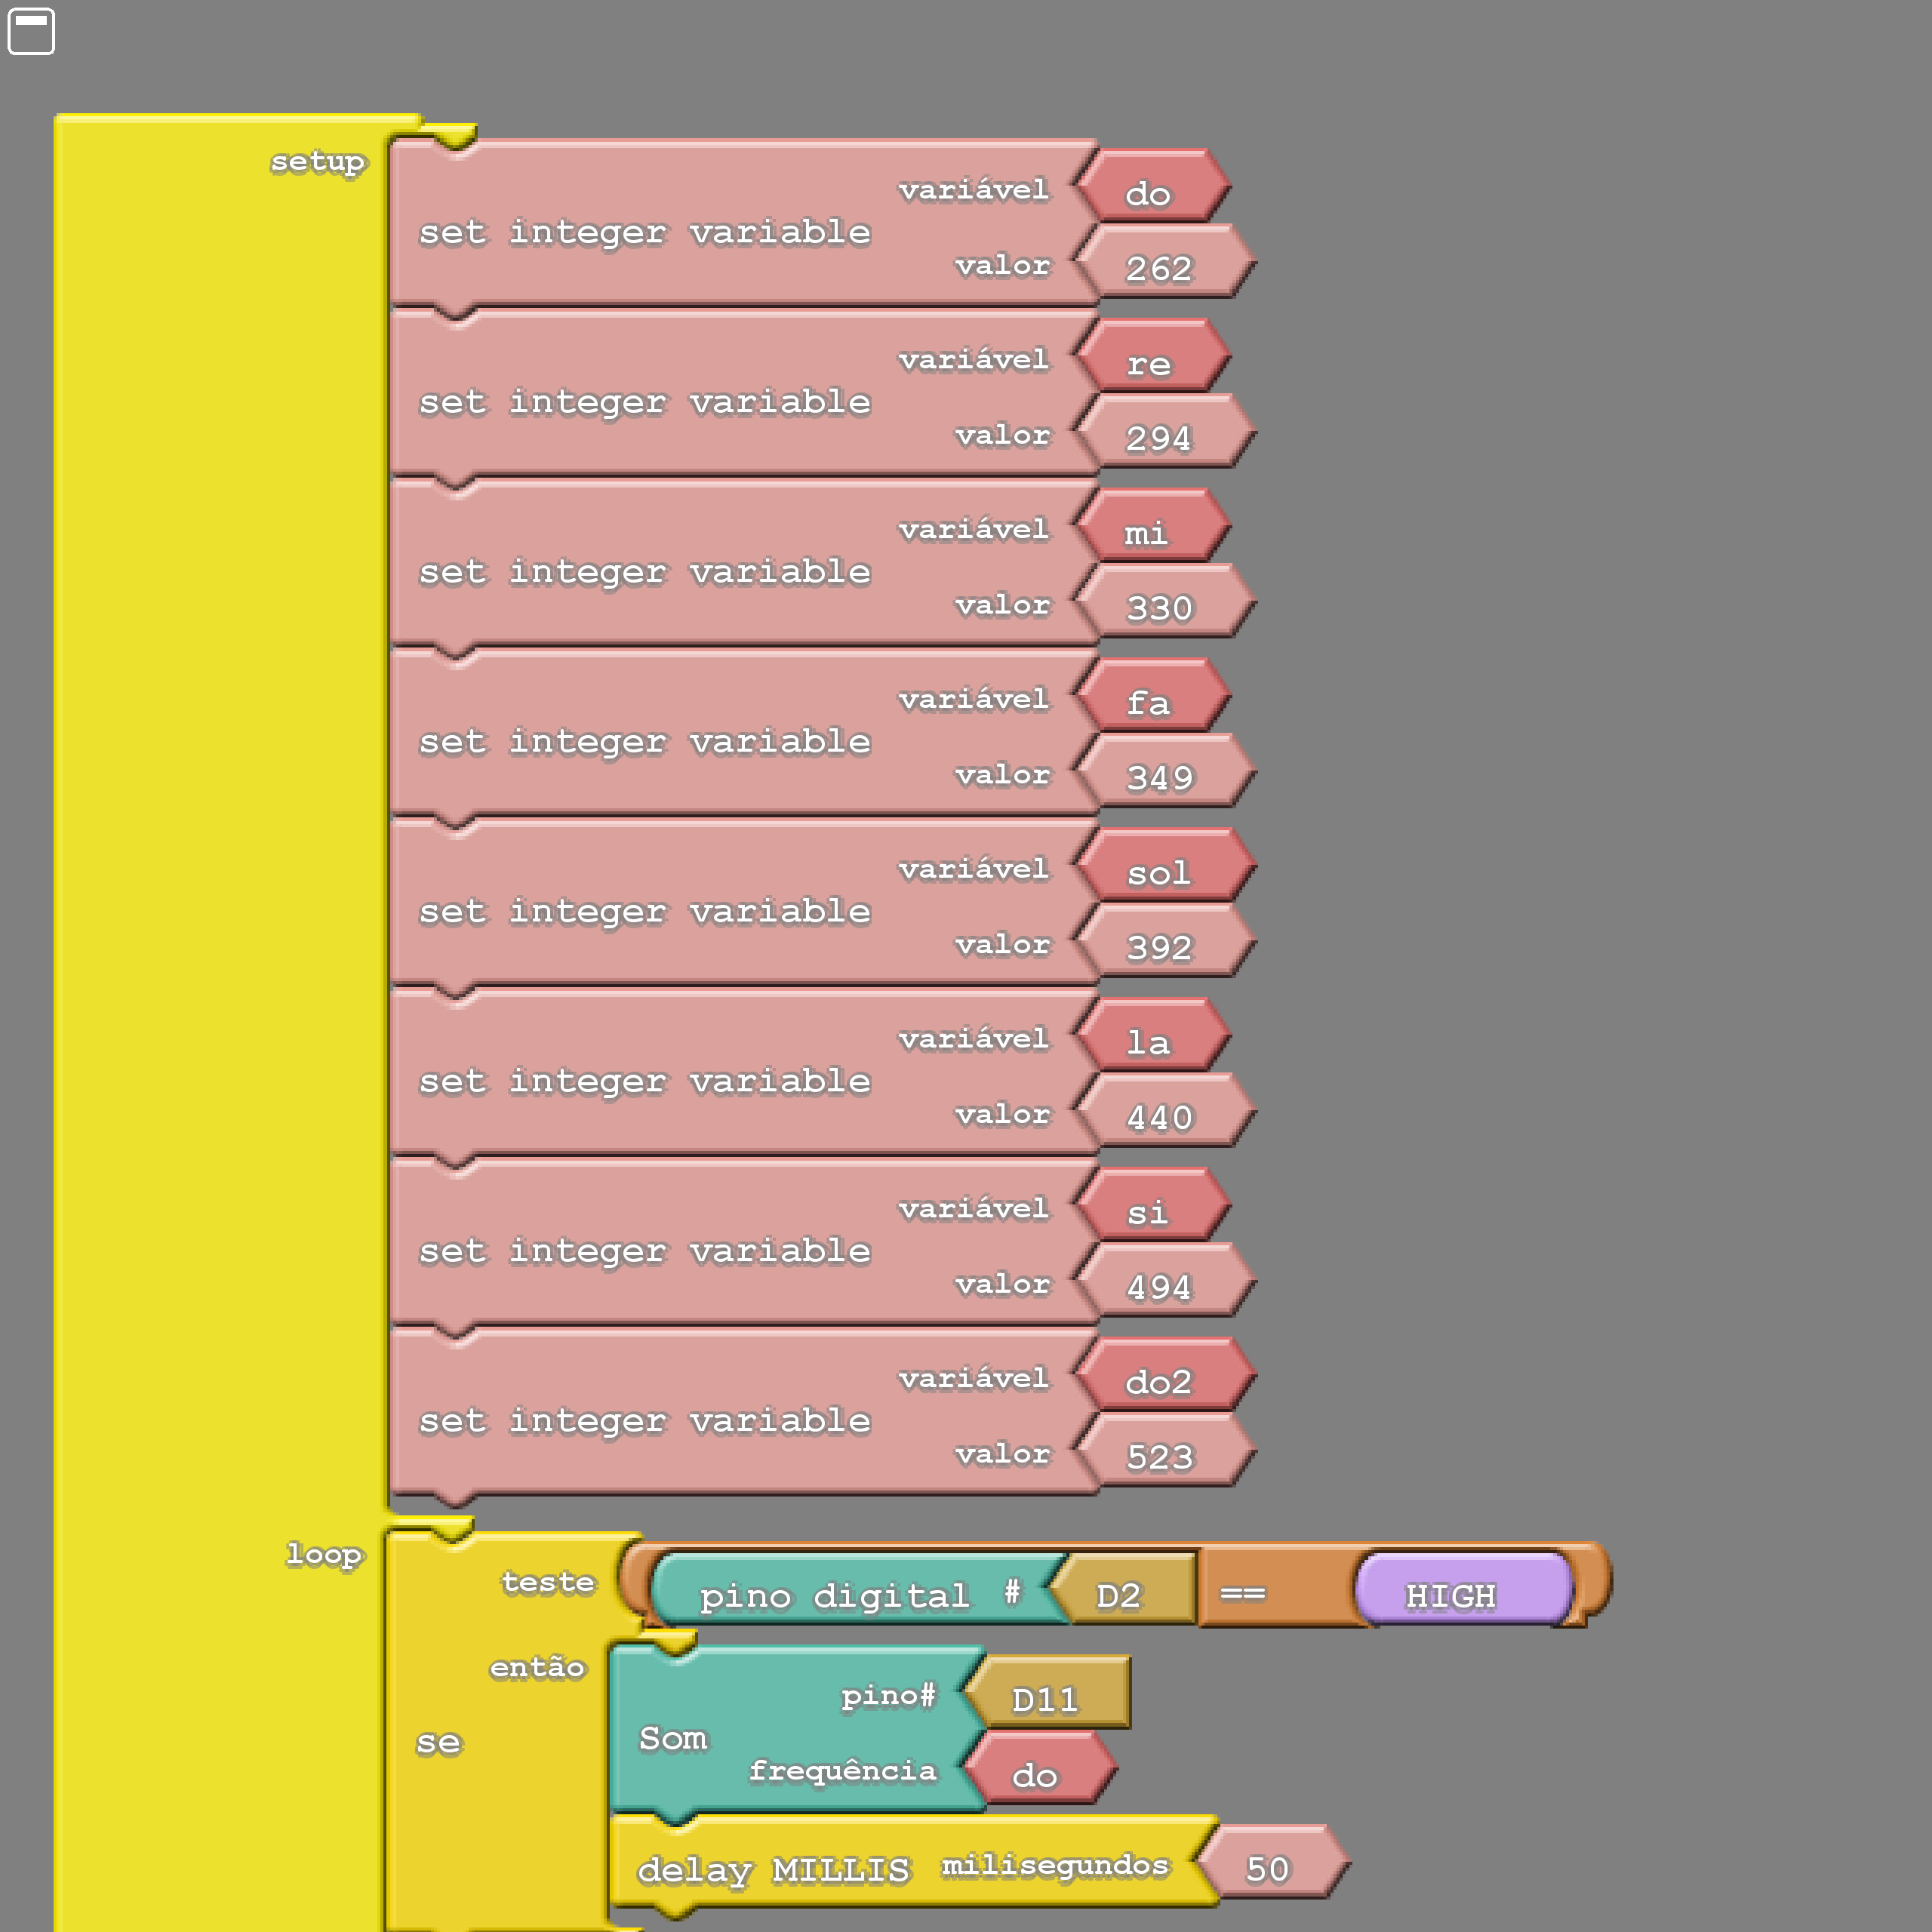 setup
variável do
set integer variable
valor 262
variável re
set integer variable
valor 294
variável mi
set integer variable
valor 330
variável fa
set integer variable
valor 349
variável sol
set integer variable
valor 392
variável la
set integer variable
valor 440
variável si
set integer variable
valor 494
variável do2
set integer variable
valor 523
loop
teste pino digital # D2 == HIGH
então
pino# D11
se
Som
frequência do
delay MILLIS milisegundos 50